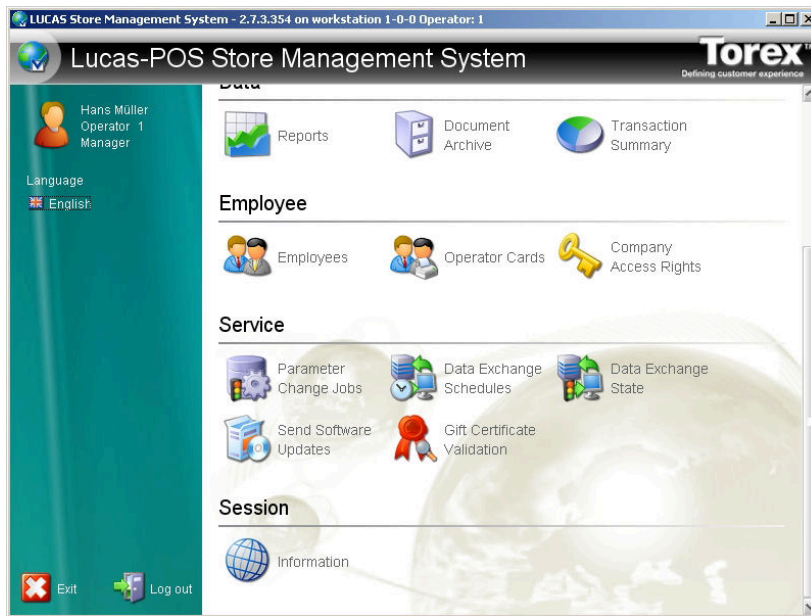 LUCAS Store Management System - 2.7.3.354 on workstation 1-0-0 Operator: 1
Lucas-POS Store Management System
Torex™
Defining customer experience
Hans Müller
Operator 1
Manager
Language
English
Exit
Log out
Data
Reports
Document
Archive
Transaction
Summary
Employee
Employees
Operator Cards
Company
Access Rights
Service
Parameter
Change Jobs
Data Exchange
Schedules
Data Exchange
State
Send Software
Updates
Gift Certificate
Validation
Session
Information